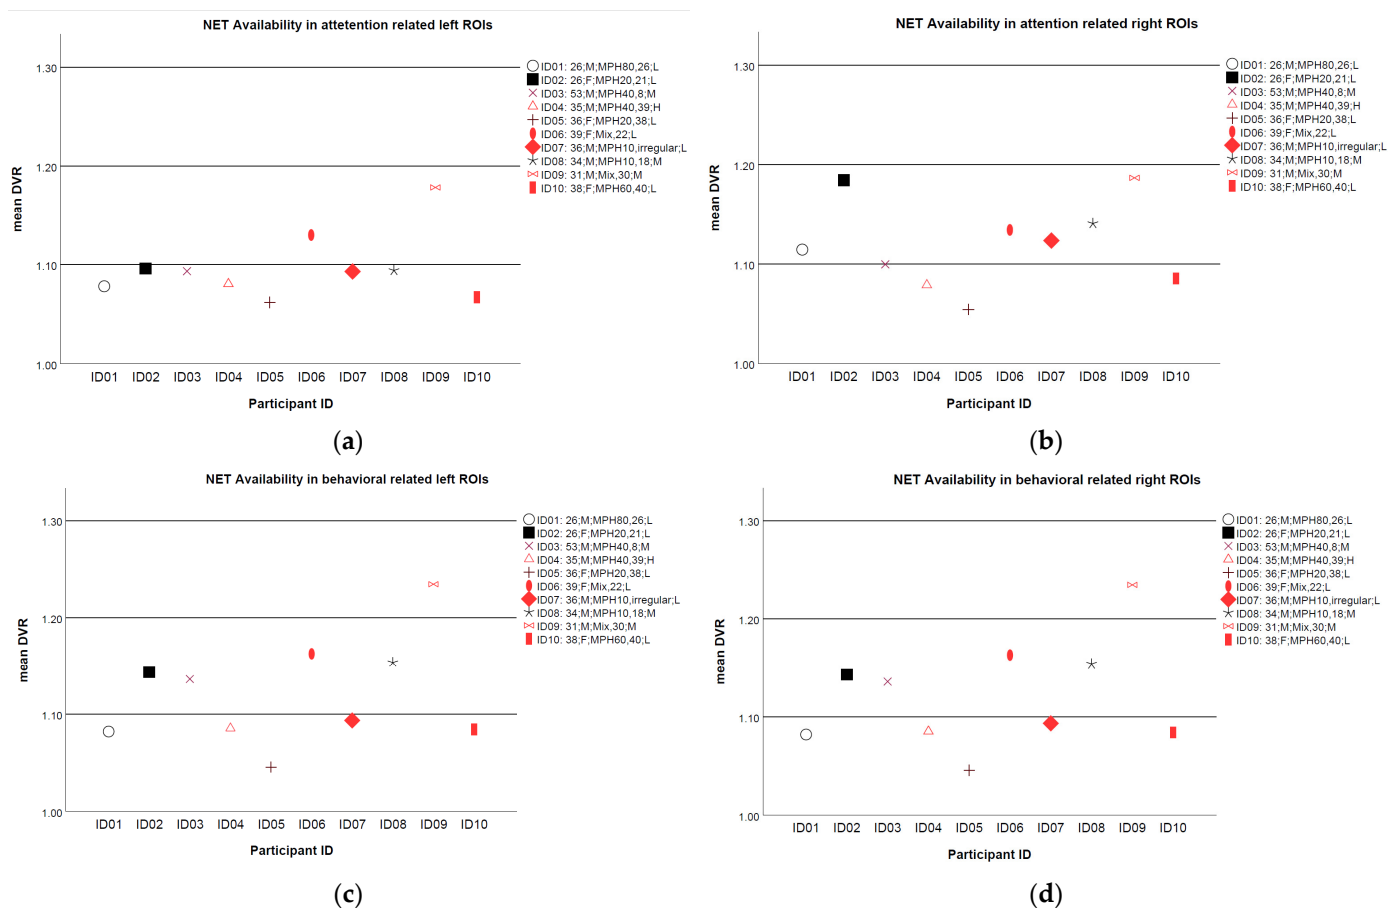 NET Availability in attetention related left ROIs
1.30
1.20
1.10
1.00
mean DVR
ID01 ID02 ID03 ID04 ID05 ID06 ID07 ID08 ID09 ID10
Participant ID
ID01: 26;M;MPH80,26;L
ID02: 26;F;MPH20,21;L
ID03: 53;M;MPH40,8;M
ID04: 35;M;MPH40,39;H
ID05: 36;F;MPH20,38;L
ID06: 39;F;Mix,22;L
ID07: 36;M;MPH10,irregular;L
ID08: 34;M;MPH10,18;M
ID09: 31;M;Mix,30;M
ID10: 38;F;MPH60,40;L
(a)
NET Availability in attention related right ROIs
1.30
1.20
1.10
1.00
mean DVR
ID01 ID02 ID03 ID04 ID05 ID06 ID07 ID08 ID09 ID10
Participant ID
ID01: 26;M;MPH80,26;L
ID02: 26;F;MPH20,21;L
ID03: 53;M;MPH40,8;M
ID04: 35;M;MPH40,39;H
ID05: 36;F;MPH20,38;L
ID06: 39;F;Mix,22;L
ID07: 36;M;MPH10,irregular;L
ID08: 34;M;MPH10,18;M
ID09: 31;M;Mix,30;M
ID10: 38;F;MPH60,40;L
(b)
NET Availability in behavioral related left ROIs
1.30
1.20
1.10
1.00
mean DVR
ID01 ID02 ID03 ID04 ID05 ID06 ID07 ID08 ID09 ID10
Participant ID
ID01: 26;M;MPH80,26;L
ID02: 26;F;MPH20,21;L
ID03: 53;M;MPH40,8;M
ID04: 35;M;MPH40,39;H
ID05: 36;F;MPH20,38;L
ID06: 39;F;Mix,22;L
ID07: 36;M;MPH10,irregular;L
ID08: 34;M;MPH10,18;M
ID09: 31;M;Mix,30;M
ID10: 38;F;MPH60,40;L
(c)
NET Availability in behavioral related right ROIs
1.30
1.20
1.10
1.00
mean DVR
ID01 ID02 ID03 ID04 ID05 ID06 ID07 ID08 ID09 ID10
Participant ID
ID01: 26;M;MPH80,26;L
ID02: 26;F;MPH20,21;L
ID03: 53;M;MPH40,8;M
ID04: 35;M;MPH40,39;H
ID05: 36;F;MPH20,38;L
ID06: 39;F;Mix,22;L
ID07: 36;M;MPH10,irregular;L
ID08: 34;M;MPH10,18;M
ID09: 31;M;Mix,30;M
ID10: 38;F;MPH60,40;L
(d)